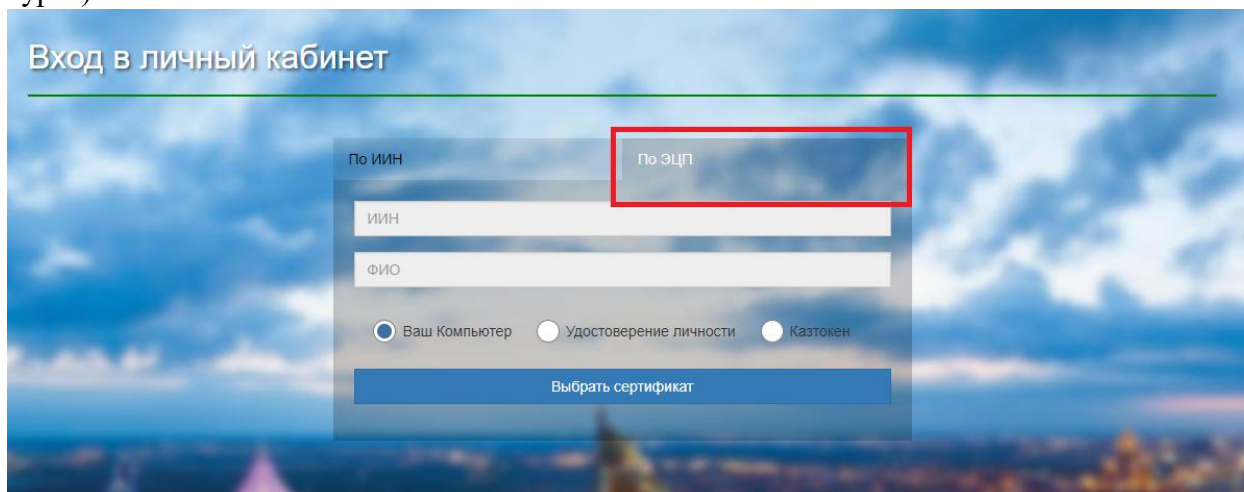 Вход в личный кабинет
По ИИН
По ЭЦП
ИИН
ФИО
Ваш Компьютер
Удостоверение личности
Казтокен
Выбрать сертификат